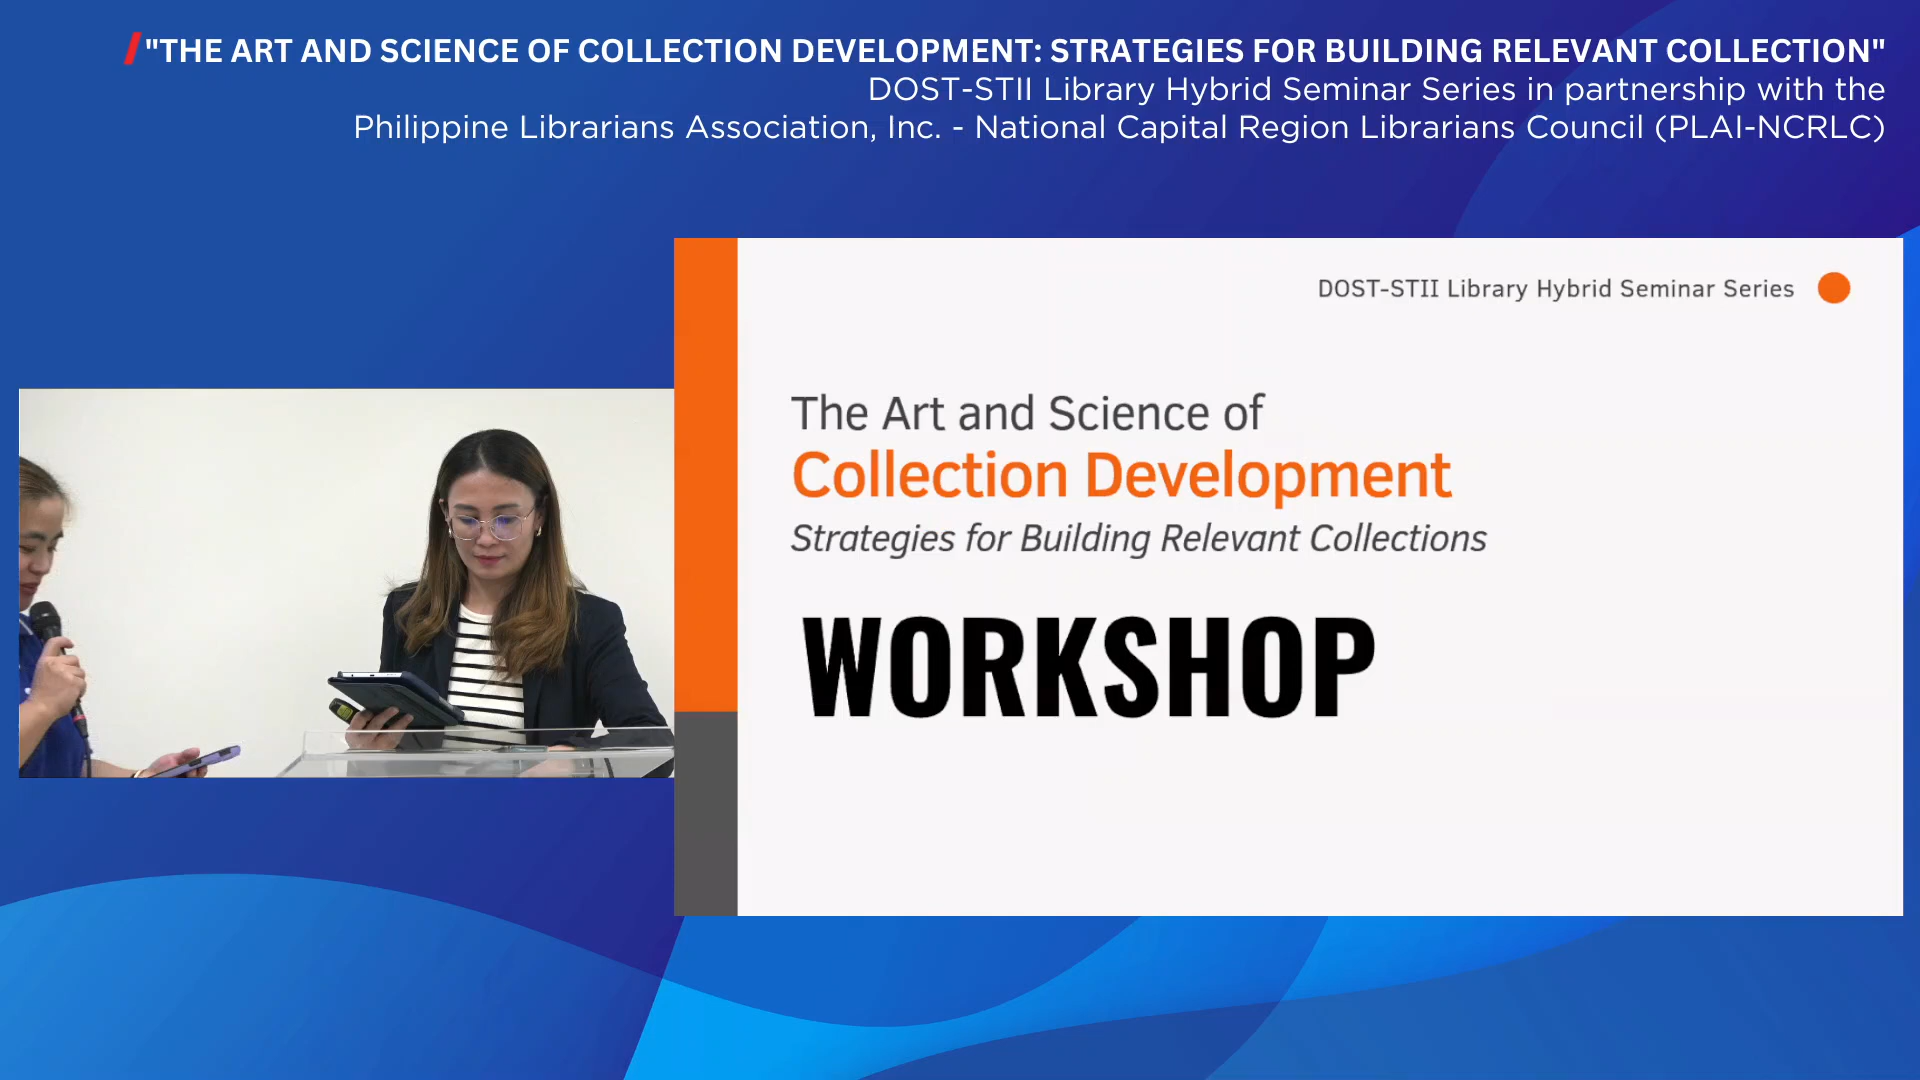 "THE ART AND SCIENCE OF COLLECTION DEVELOPMENT: STRATEGIES FOR BUILDING RELEVANT COLLECTION"
DOST-STII Library Hybrid Seminar Series in partnership with the
Philippine Librarians Association, Inc. - National Capital Region Librarians Council (PLAI-NCRLC)
DOST-STII Library Hybrid Seminar Series
The Art and Science of
Collection Development
Strategies for Building Relevant Collections
WORKSHOP